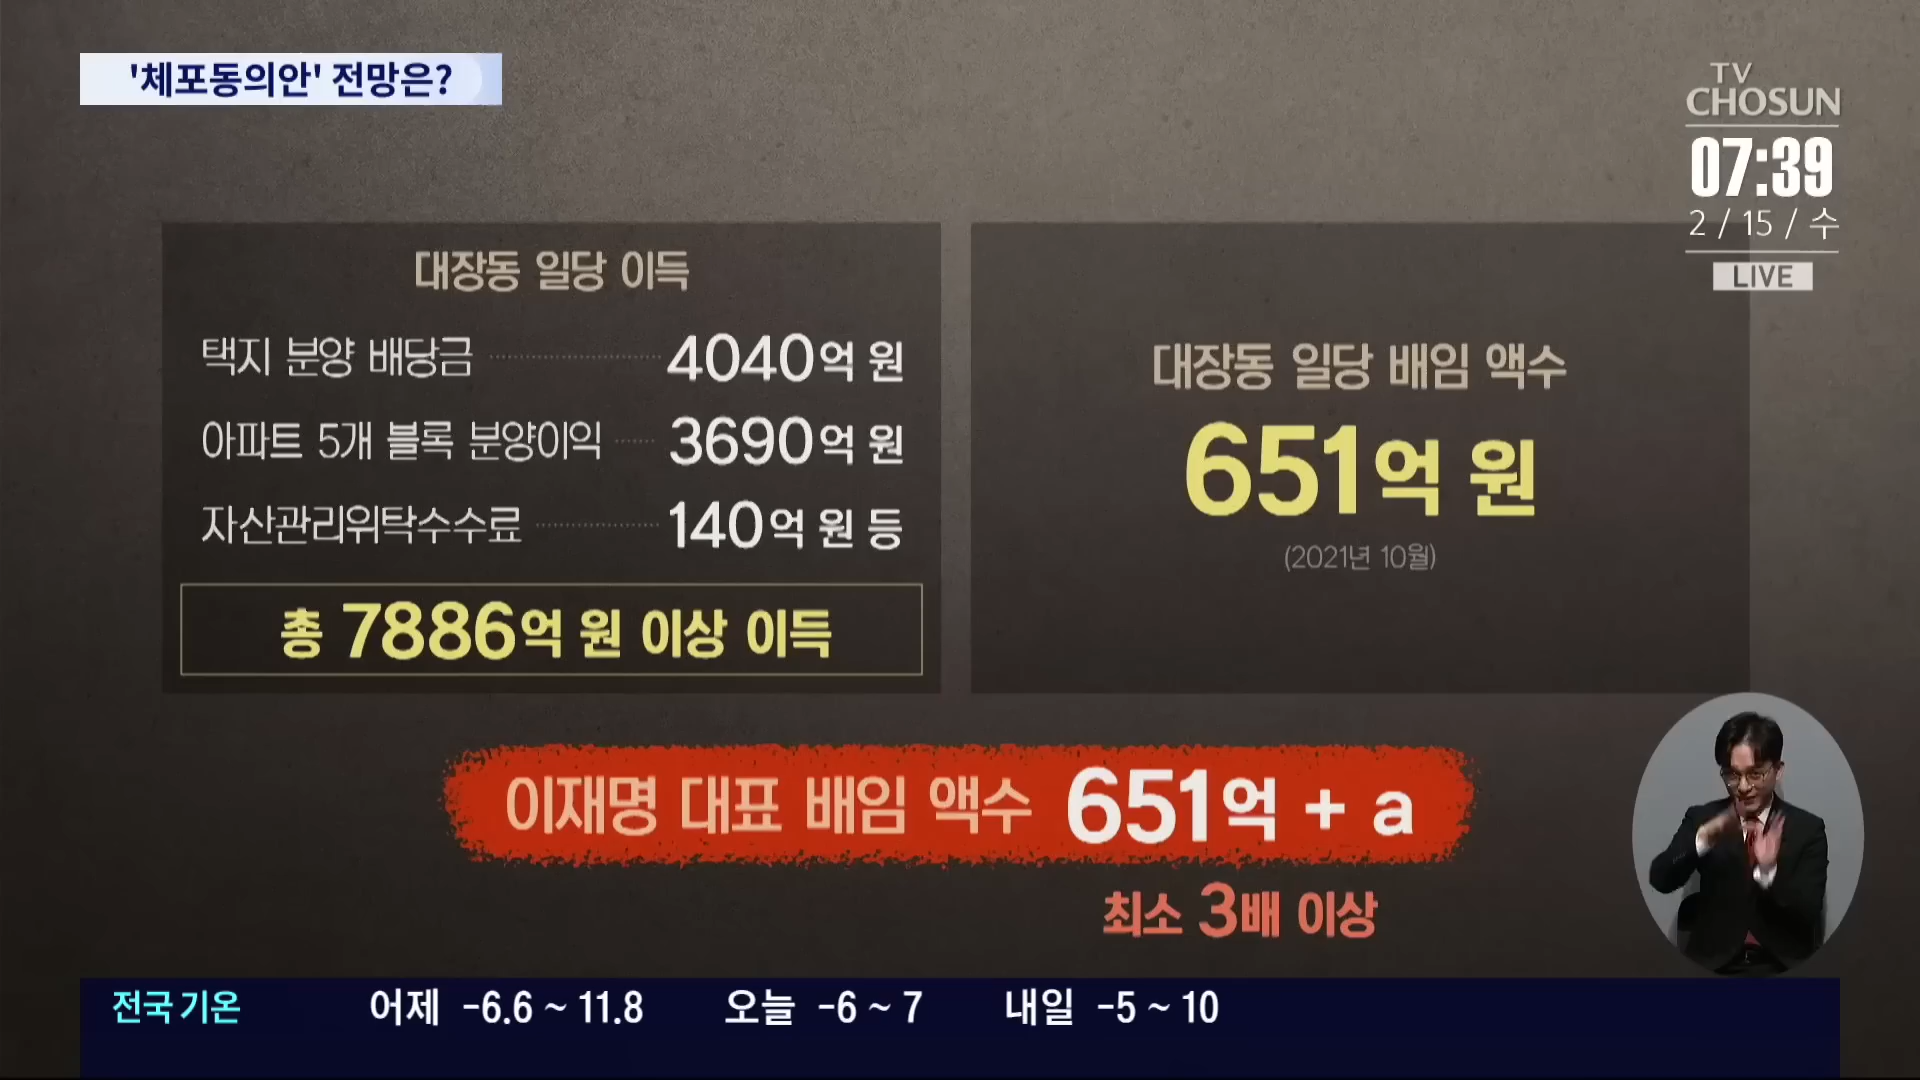 '체포동의안' 전망은?
TV
CHOSUN
07:39
2 / 15 / 수
LIVE
대장동 일당 이득
택지 분양 배당금 4040억 원
아파트 5개 블록 분양이익 3690억 원
자산관리위탁수수료 140억 원 등
총 7886억 원 이상 이득
대장동 일당 배임 액수
651억 원
(2021년 10월)
이재명 대표 배임 액수 651억 + a
최소 3배 이상
전국 기온 어제 -6.6 ~ 11.8 오늘 -6 ~ 7 내일 -5 ~ 10